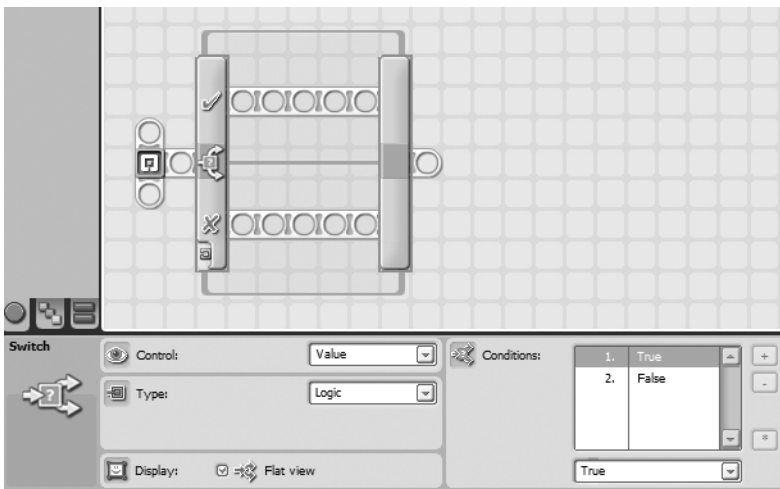 Switch
Control:
Value
Type:
Logic
Display:
Flat view
Conditions:
1. True
2. False
+
-
*
True